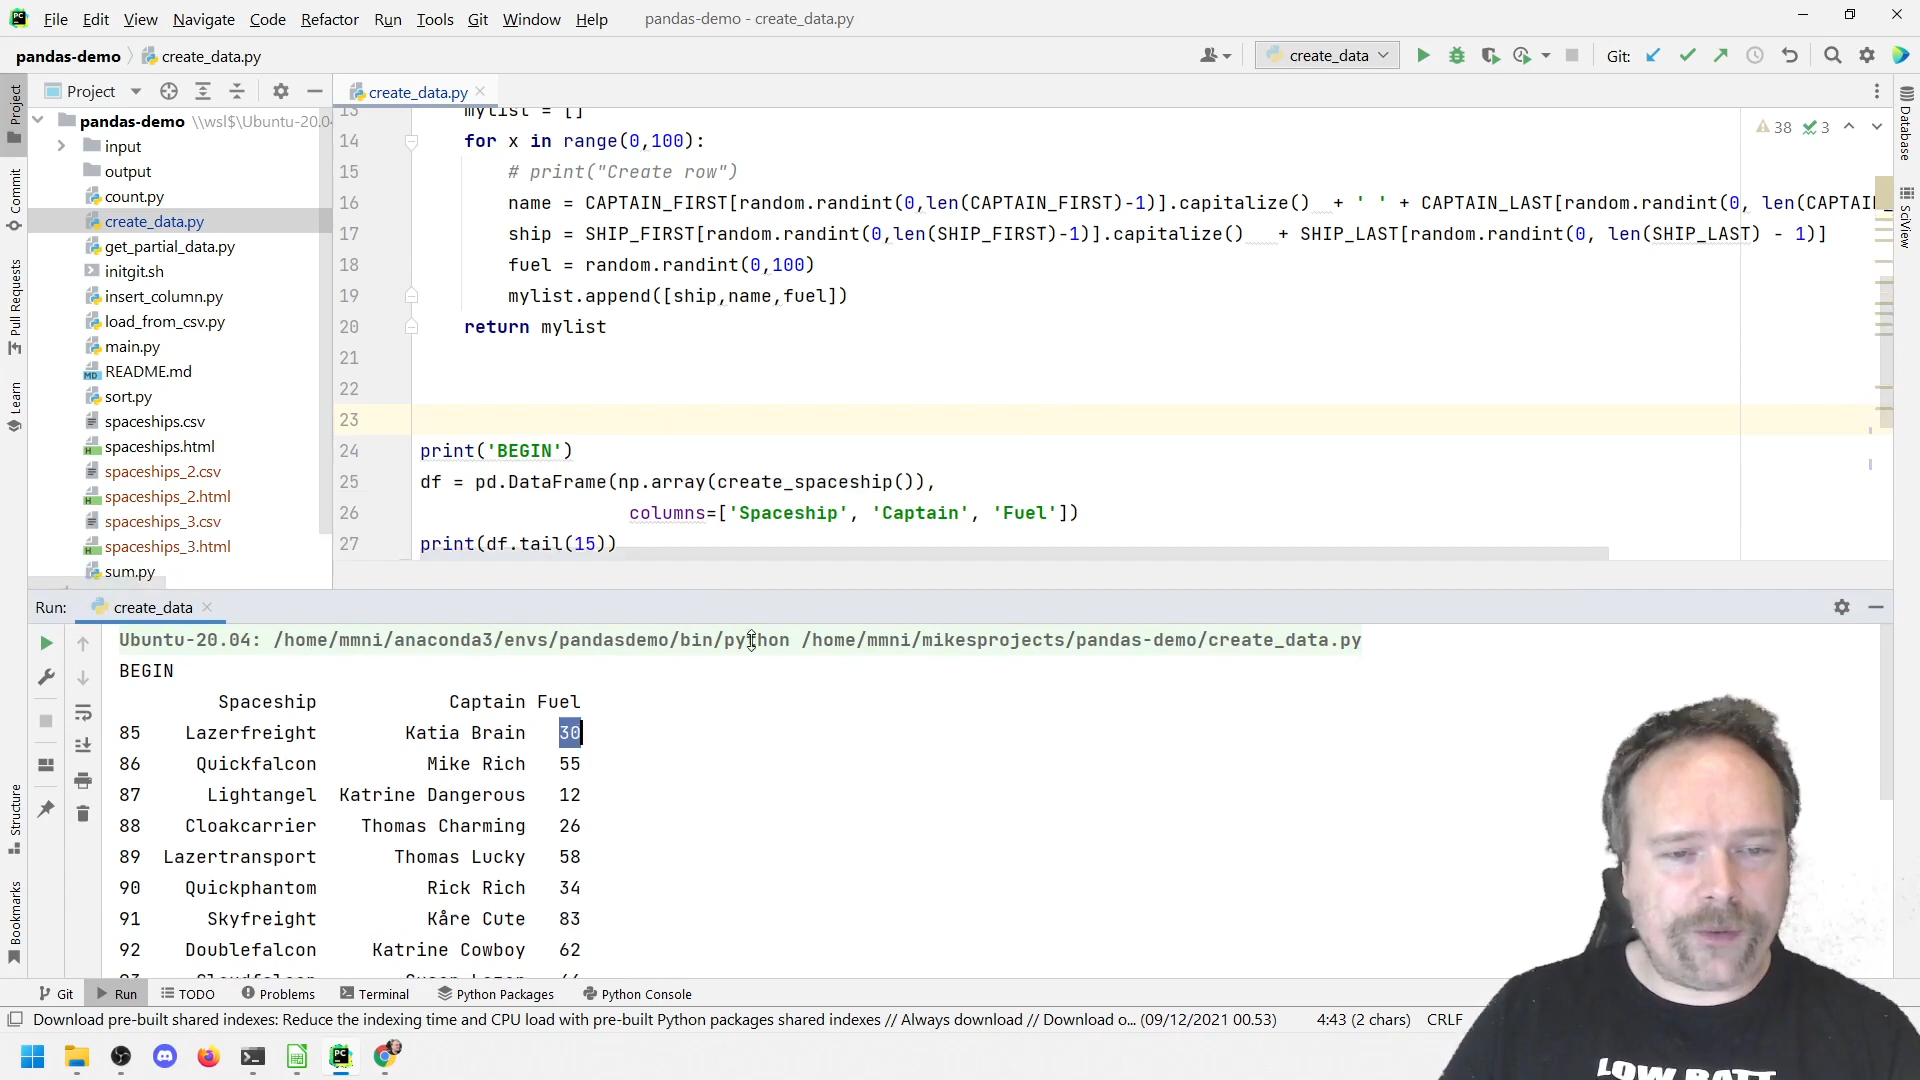 File Edit View Navigate Code Refactor Run Tools Git Window Help pandas-demo - create_data.py
pandas-demo create_data.py create_data Git:
Project create_data.py
pandas-demo \\wsl$\Ubuntu-20.0
input
output
count.py
create_data.py
get_partial_data.py
initgit.sh
insert_column.py
load_from_csv.py
main.py
README.md
sort.py
spaceships.csv
spaceships.html
spaceships_2.csv
spaceships_2.html
spaceships_3.csv
spaceships_3.html
sum.py
Project
Commit
Pull Requests
Learn
Structure
Bookmarks
Database
SciView
38 3
13 mylist = []
14 for x in range(0,100):
15 # print("Create row")
16 name = CAPTAIN_FIRST[random.randint(0,len(CAPTAIN_FIRST)-1)].capitalize() + ' ' + CAPTAIN_LAST[random.randint(0, len(CAPTAI
17 ship = SHIP_FIRST[random.randint(0,len(SHIP_FIRST)-1)].capitalize() + SHIP_LAST[random.randint(0, len(SHIP_LAST) - 1)]
18 fuel = random.randint(0,100)
19 mylist.append([ship,name,fuel])
20 return mylist
21
22
23
24 print('BEGIN')
25 df = pd.DataFrame(np.array(create_spaceship()),
26 columns=['Spaceship', 'Captain', 'Fuel'])
27 print(df.tail(15))
Run: create_data
Ubuntu-20.04: /home/mmni/anaconda3/envs/pandasdemo/bin/python /home/mmni/mikesprojects/pandas-demo/create_data.py
BEGIN
Spaceship Captain Fuel
85 Lazerfreight Katia Brain 30
86 Quickfalcon Mike Rich 55
87 Lightangel Katrine Dangerous 12
88 Cloakcarrier Thomas Charming 26
89 Lazertransport Thomas Lucky 58
90 Quickphantom Rick Rich 34
91 Skyfreight Kåre Cute 83
92 Doublefalcon Katrine Cowboy 62
Git Run TODO Problems Terminal Python Packages Python Console
Download pre-built shared indexes: Reduce the indexing time and CPU load with pre-built Python packages shared indexes // Always download // Download o... (09/12/2021 00.53) 4:43 (2 chars) CRLF
LOW BATT